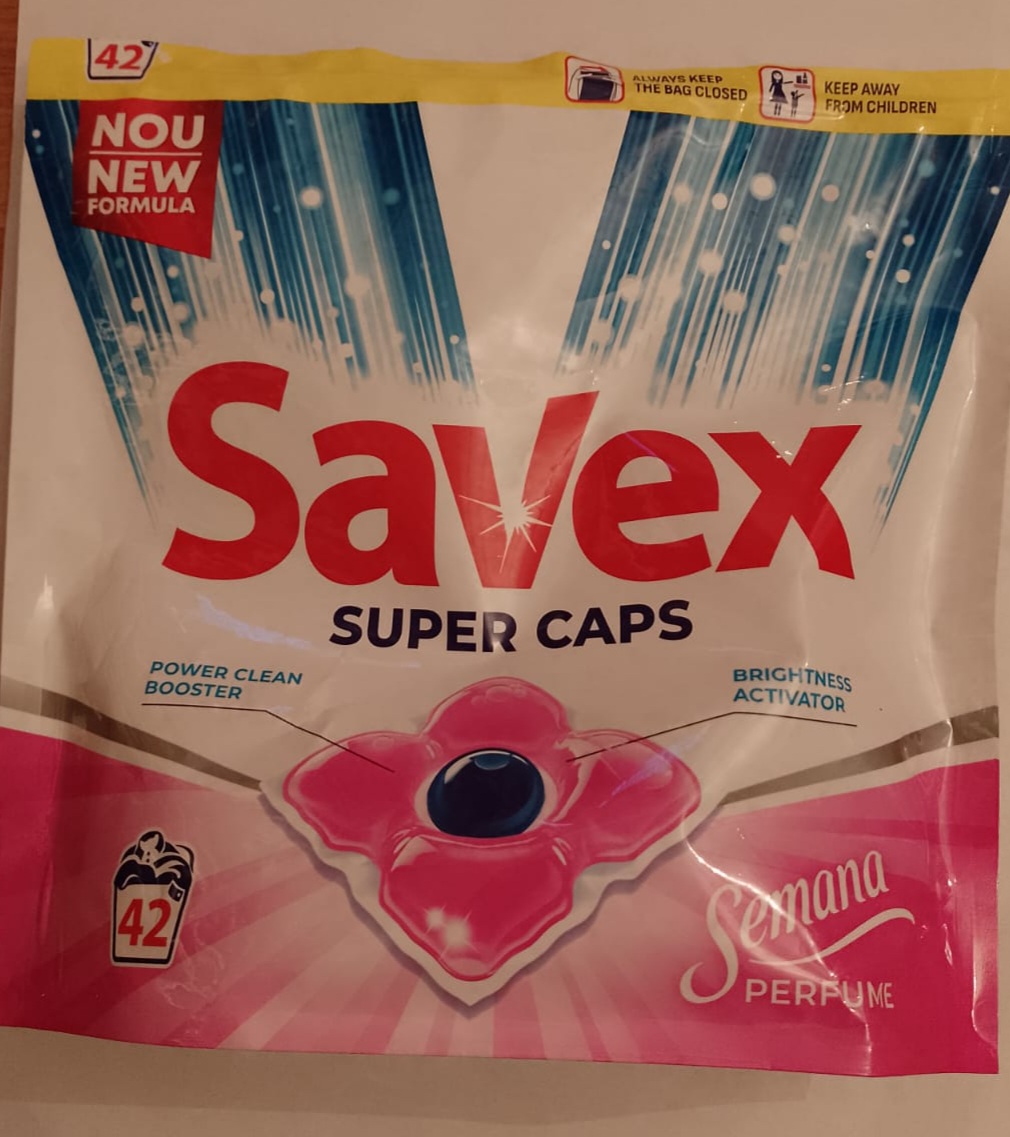 42
ALWAYS KEEP
THE BAG CLOSED
KEEP AWAY
FROM CHILDREN
NOU
NEW
FORMULA
Savex
SUPER CAPS
POWER CLEAN
BOOSTER
BRIGHTNESS
ACTIVATOR
42
Semana
PERFUME